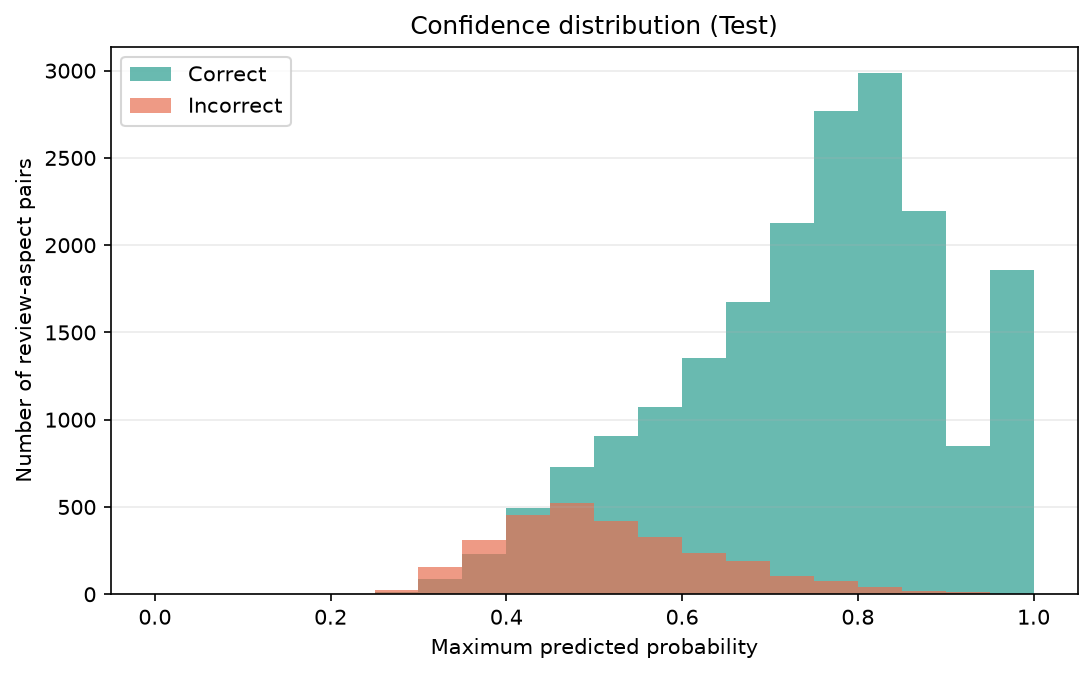 Confidence distribution (Test)
Correct
Incorrect
Number of review-aspect pairs
3000
2500
2000
1500
1000
500
0
0.0 0.2 0.4 0.6 0.8 1.0
Maximum predicted probability